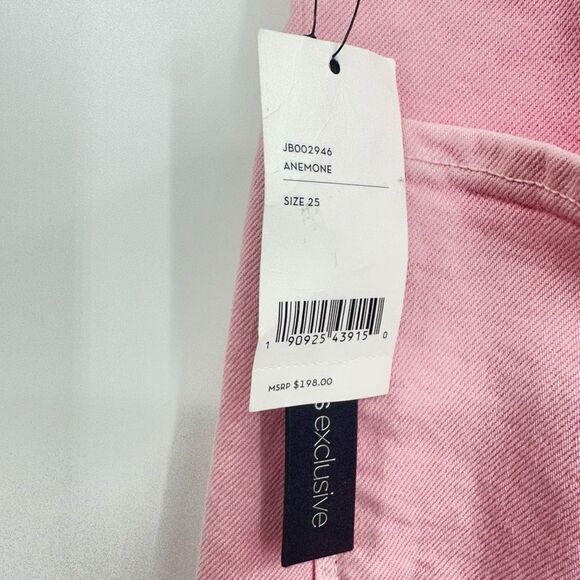 JB002946
ANEMONE
SIZE 25
1 90925 43915 0
MSRP $198.00
s exclusive